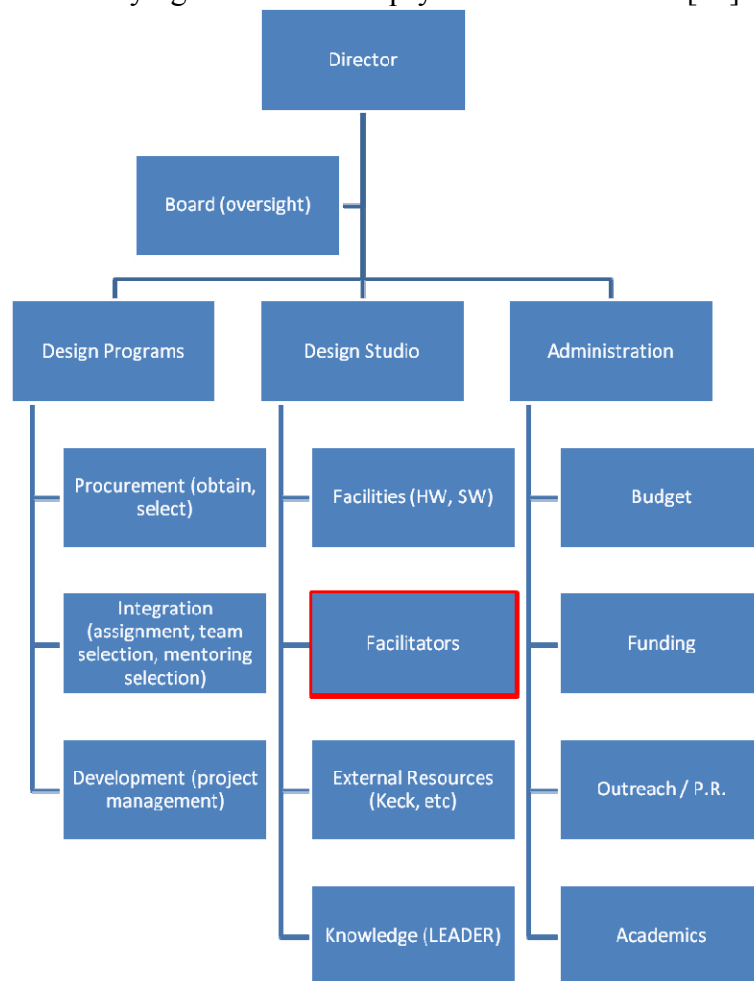 Director
Board (oversight)
Design Programs
Design Studio
Administration
Procurement (obtain,
select)
Facilities (HW, SW)
Budget
Integration
(assignment, team
selection, mentoring
selection)
Facilitators
Funding
Development (project
management)
External Resources
(Keck, etc)
Outreach / P.R.
Knowledge (LEADER)
Academics